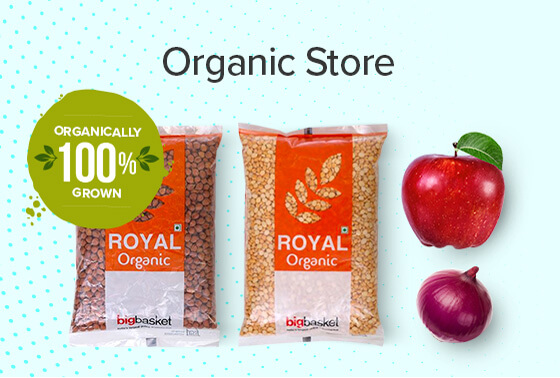 Organic Store
ORGANICALLY
100%
GROWN
ROYAL
Organic
bigbasket
ROYAL
Organic
bigbasket